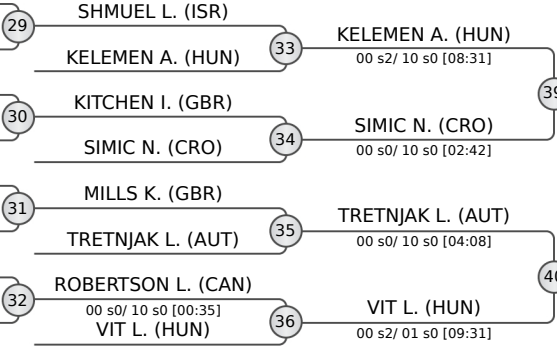 29
SHMUEL L. (ISR)
KELEMEN A. (HUN)
33
KELEMEN A. (HUN)
00 s2/ 10 s0 [08:31]
30
KITCHEN I. (GBR)
SIMIC N. (CRO)
34
SIMIC N. (CRO)
00 s0/ 10 s0 [02:42]
39
31
MILLS K. (GBR)
TRETNJAK L. (AUT)
35
TRETNJAK L. (AUT)
00 s0/ 10 s0 [04:08]
32
ROBERTSON L. (CAN)
00 s0/ 10 s0 [00:35]
VIT L. (HUN)
36
VIT L. (HUN)
00 s2/ 01 s0 [09:31]
40